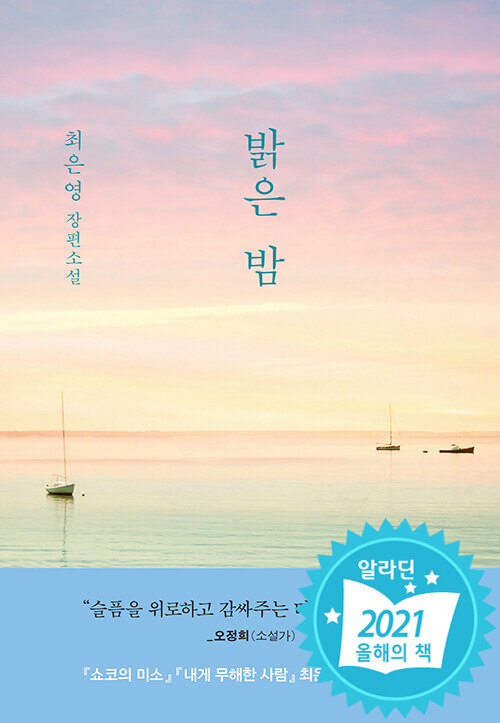 밝은 밤
최은영 장편소설
“슬픔을 위로하고 감싸주는
_오정희(소설가)
『쇼코의 미소』『내게 무해한 사람』
알라딘
2021
올해의 책